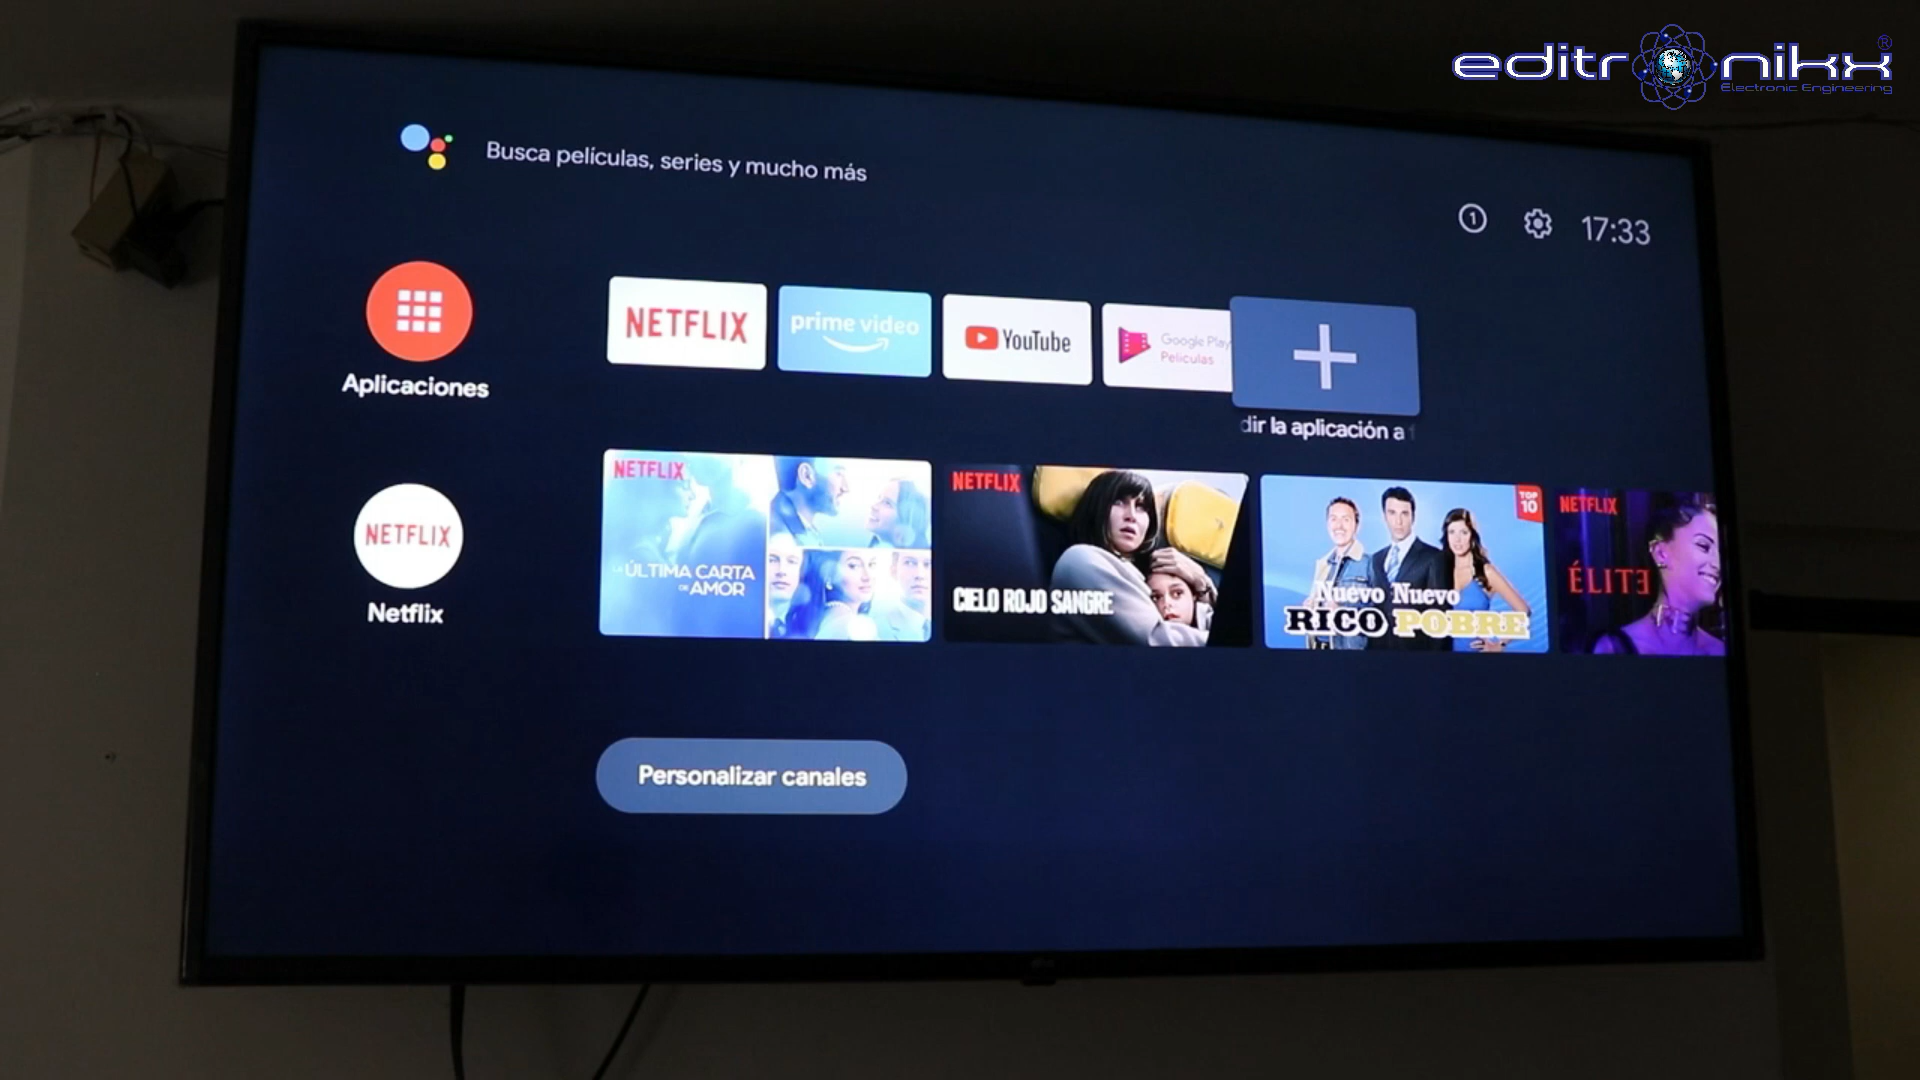 editronikx®
Electronic Engineering
Busca películas, series y mucho más
1
17:33
NETFLIX
prime video
YouTube
Google Play
Películas
Aplicaciones
dir la aplicación a
NETFLIX
LA ÚLTIMA CARTA
DE AMOR
NETFLIX
CIELO ROJO SANGRE
TOP
10
Nuevo Nuevo
RICO POBRE
NETFLIX
ÉLITE
NETFLIX
Netflix
Personalizar canales